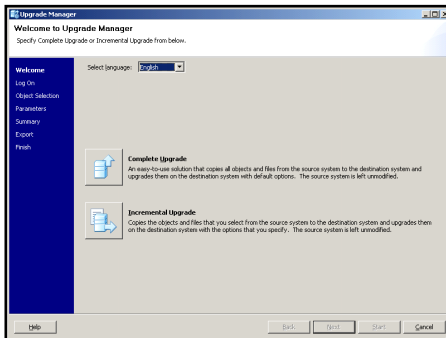 Upgrade Manager
Welcome to Upgrade Manager
Specify Complete Upgrade or Incremental Upgrade from below.
Welcome
Log On
Object Selection
Parameters
Summary
Export
Finish
Select language: English
Complete Upgrade
An easy-to-use solution that copies all objects and files from the source system to the destination system and
upgrades them on the destination system with default options. The source system is left unmodified.
Incremental Upgrade
Copies the objects and files that you select from the source system to the destination system and upgrades them
on the destination system with the options that you specify. The source system is left unmodified.
Help
Back
Next
Start
Cancel